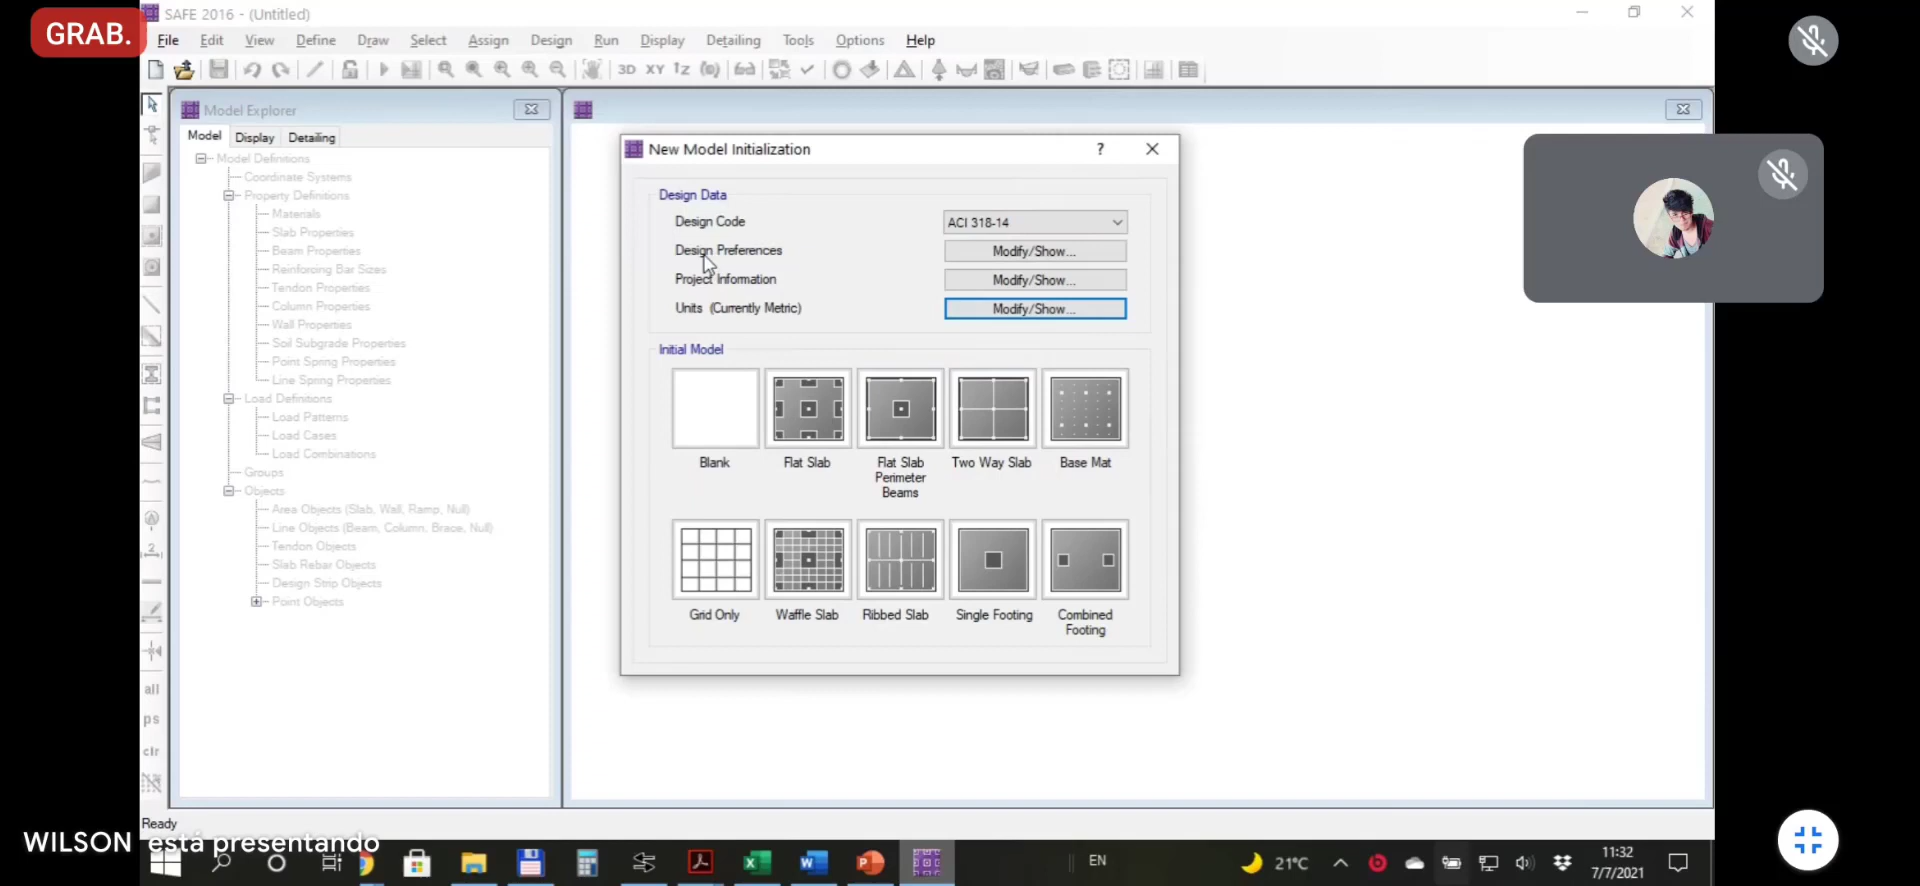 GRAB.
SAFE 2016 - (Untitled)
File Edit View Define Draw Select Assign Design Run Display Detailing Tools Options Help
3D XY
Model Explorer
Model Display Detailing
Model Definitions
Coordinate Systems
Property Definitions
Materials
Slab Properties
Beam Properties
Reinforcing Bar Sizes
Tendon Properties
Column Properties
Wall Properties
Soil Subgrade Properties
Point Spring Properties
Line Spring Properties
Load Definitions
Load Patterns
Load Cases
Load Combinations
Groups
Objects
Area Objects (Slab, Wall, Ramp, Null)
Line Objects (Beam, Column, Brace, Null)
Tendon Objects
Slab Rebar Objects
Design Strip Objects
Point Objects
all
ps
clr
New Model Initialization ?
Design Data
Design Code ACI 318-14
Design Preferences Modify/Show...
Project Information Modify/Show...
Units (Currently Metric) Modify/Show...
Initial Model
Blank Flat Slab Flat Slab Perimeter Beams Two Way Slab Base Mat
Grid Only Waffle Slab Ribbed Slab Single Footing Combined Footing
Ready
WILSON está presentando
EN
21°C
11:32
7/7/2021